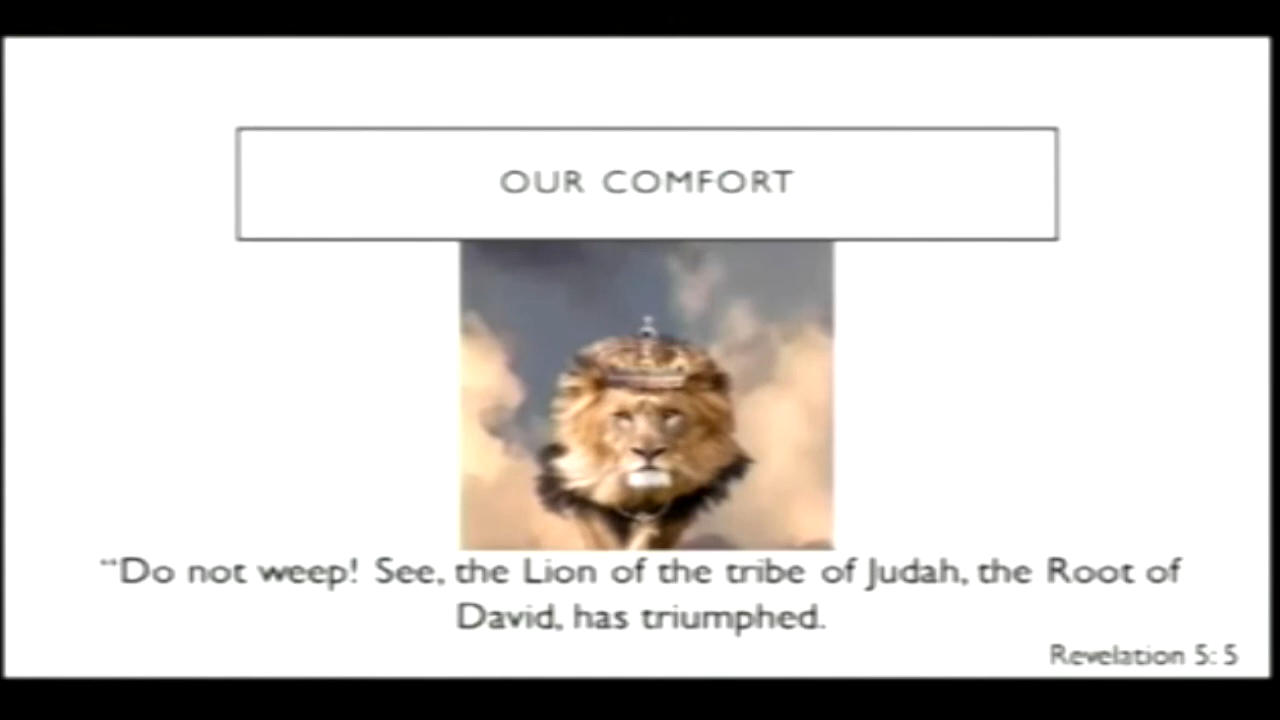 OUR COMFORT
“Do not weep! See, the Lion of the tribe of Judah, the Root of
David, has triumphed.
Revelation 5: 5